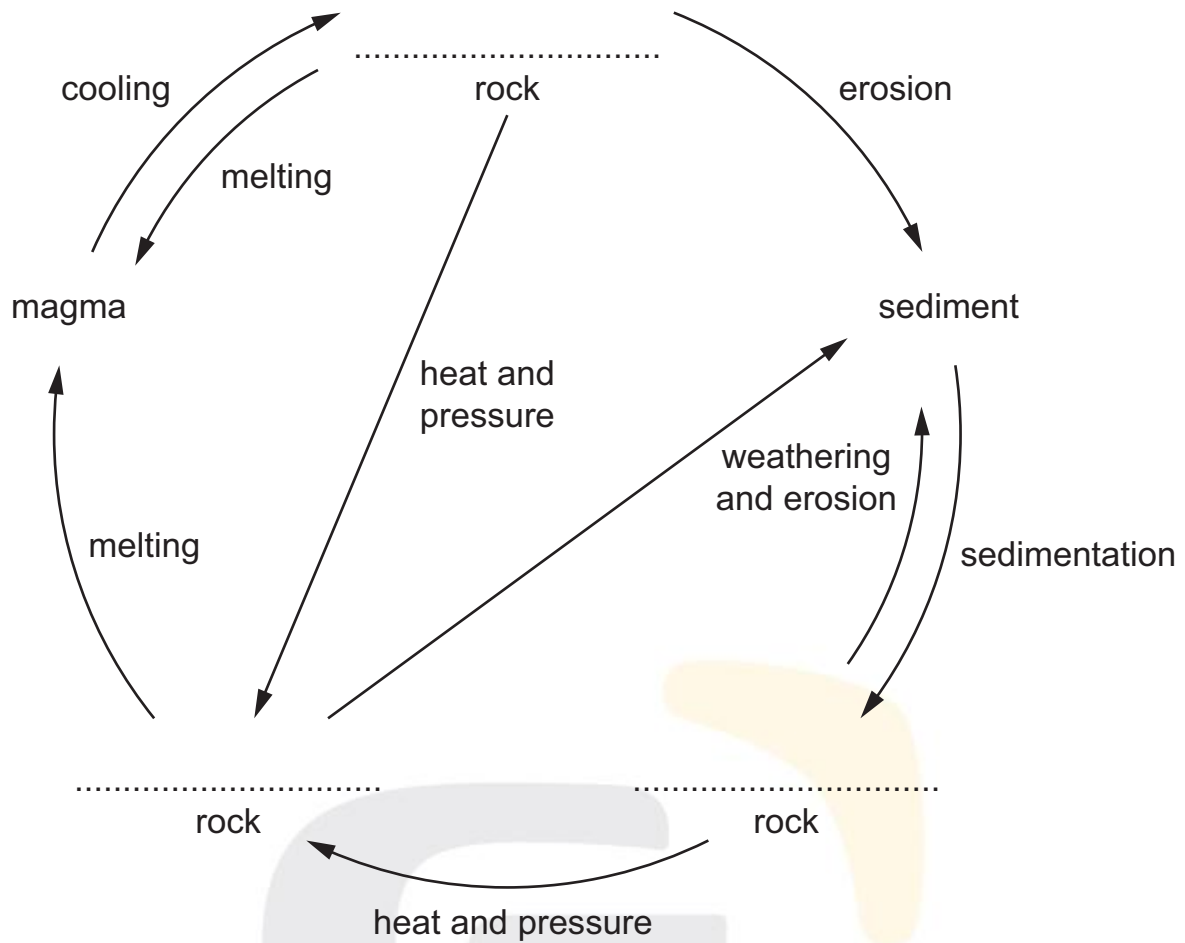 ..............................
rock
cooling
erosion
melting
magma
sediment
heat and
pressure
weathering
and erosion
melting
sedimentation
..............................
rock
..............................
rock
heat and pressure